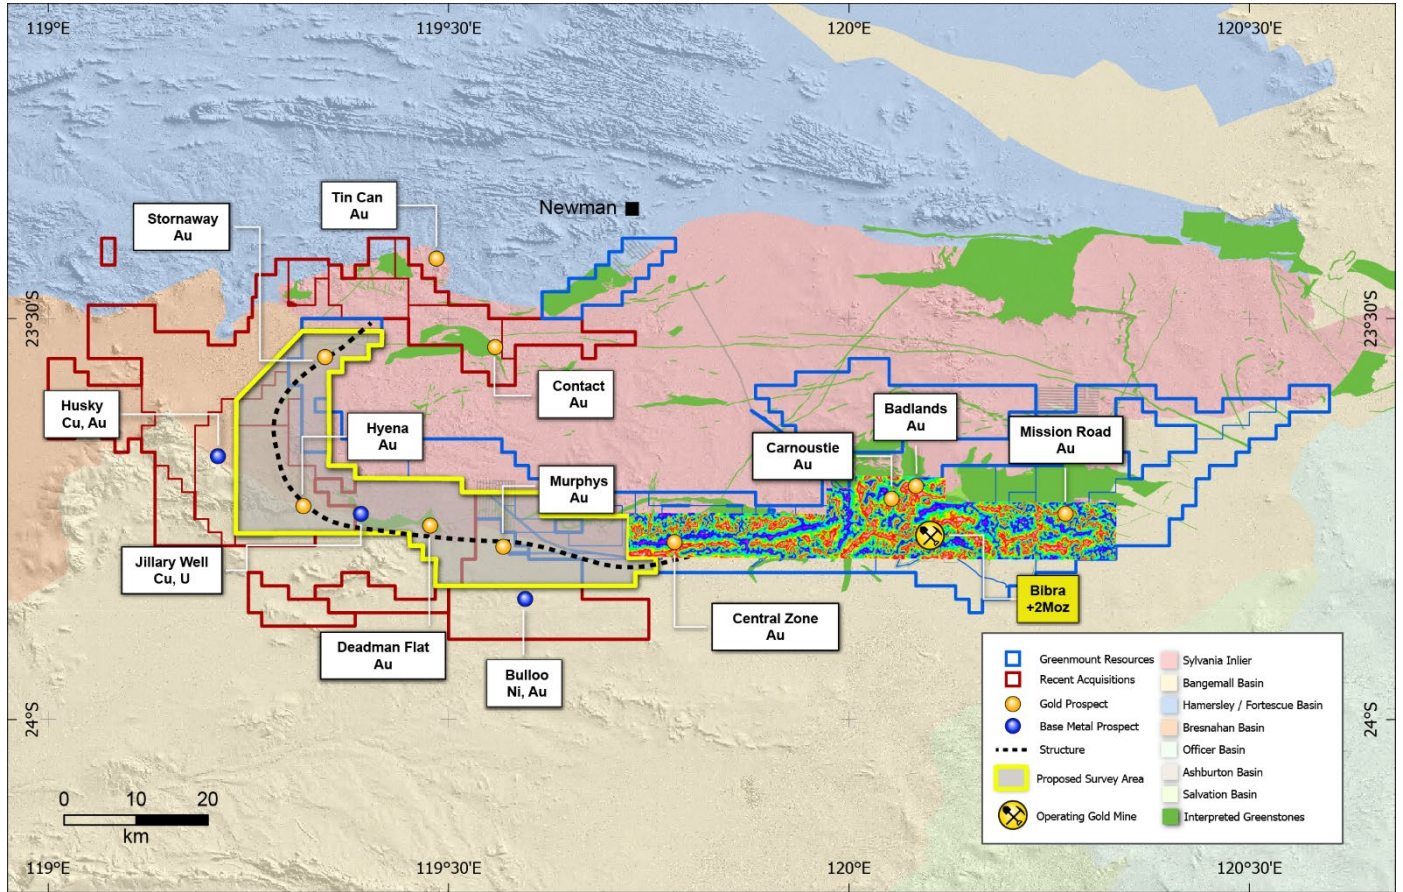 119°E
119°30'E
120°E
120°30'E
Tin Can
Au
Stornaway
Au
Newman
23°30'S
23°30'S
Contact
Au
Husky
Cu, Au
Hyena
Au
Badlands
Au
Carnoustie
Au
Mission Road
Au
Murphys
Au
Jillary Well
Cu, U
Bibra
+2Moz
Central Zone
Au
Deadman Flat
Au
Bulloo
Ni, Au
Greenmount Resources
Recent Acquisitions
Gold Prospect
Base Metal Prospect
Structure
Proposed Survey Area
Operating Gold Mine
Sylvania Inlier
Bangemall Basin
Hamersley / Fortescue Basin
Bresnahan Basin
Officer Basin
Ashburton Basin
Salvation Basin
Interpreted Greenstones
24°S
24°S
0 10 20
km
119°E
119°30'E
120°E
120°30'E